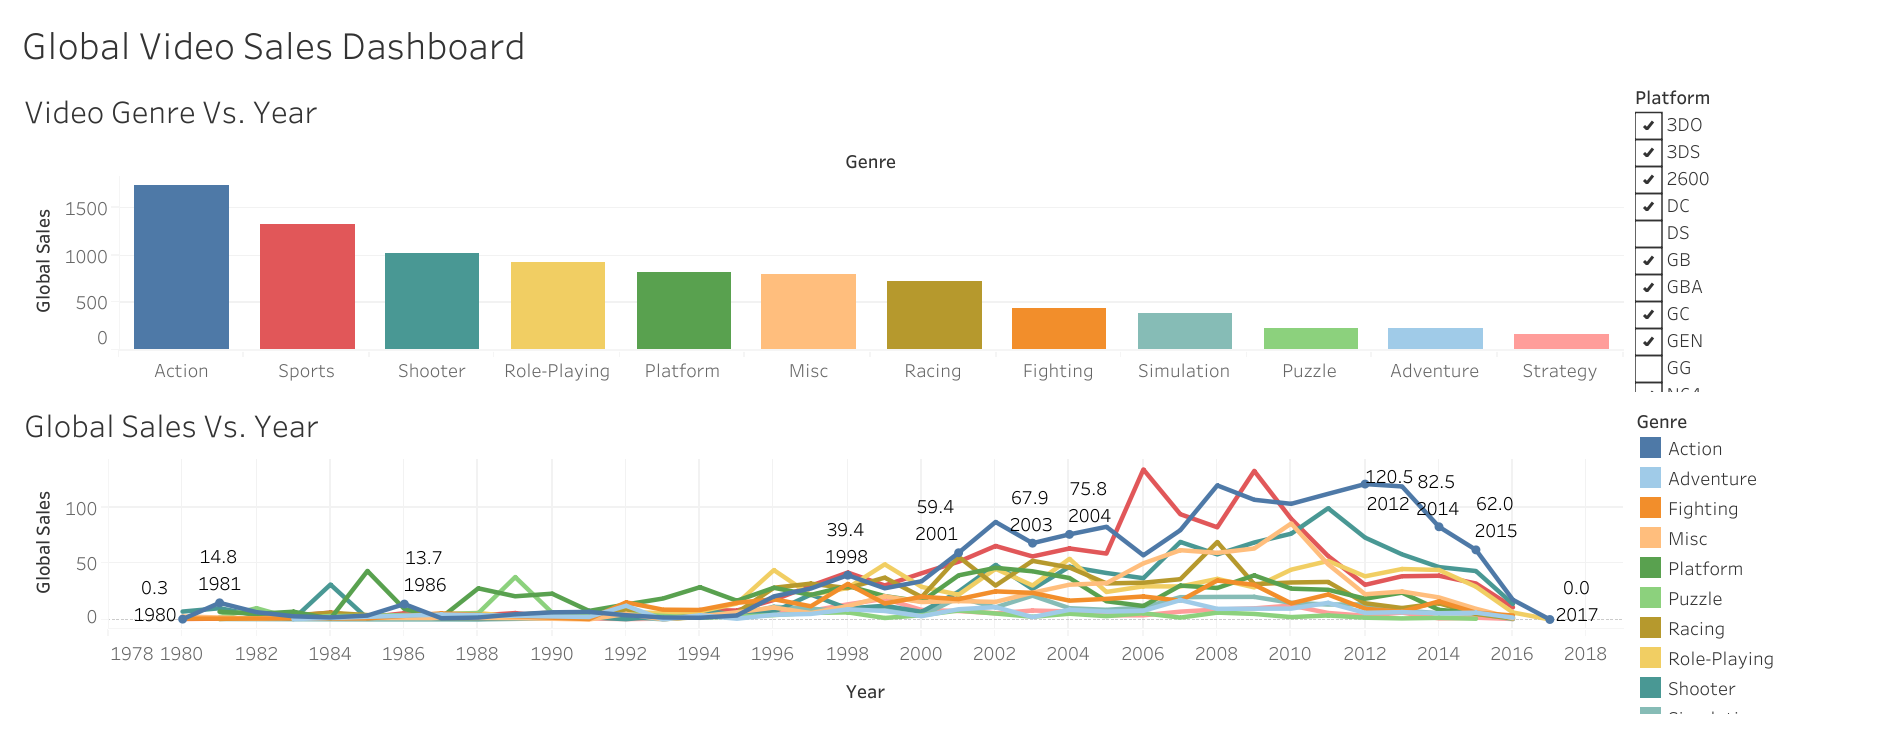 Global Video Sales Dashboard
Video Genre Vs. Year
Genre
Global Sales
1500
1000
500
0
Action Sports Shooter Role-Playing Platform Misc Racing Fighting Simulation Puzzle Adventure Strategy
Platform
3DO
3DS
2600
DC
DS
GB
GBA
GC
GEN
GG
Global Sales Vs. Year
Global Sales
100
50
0
0.3
1980
14.8
1981
13.7
1986
39.4
1998
59.4
2001
67.9
2003
75.8
2004
120.5
2012
82.5
2014
62.0
2015
0.0
2017
1978 1980 1982 1984 1986 1988 1990 1992 1994 1996 1998 2000 2002 2004 2006 2008 2010 2012 2014 2016 2018
Year
Genre
Action
Adventure
Fighting
Misc
Platform
Puzzle
Racing
Role-Playing
Shooter